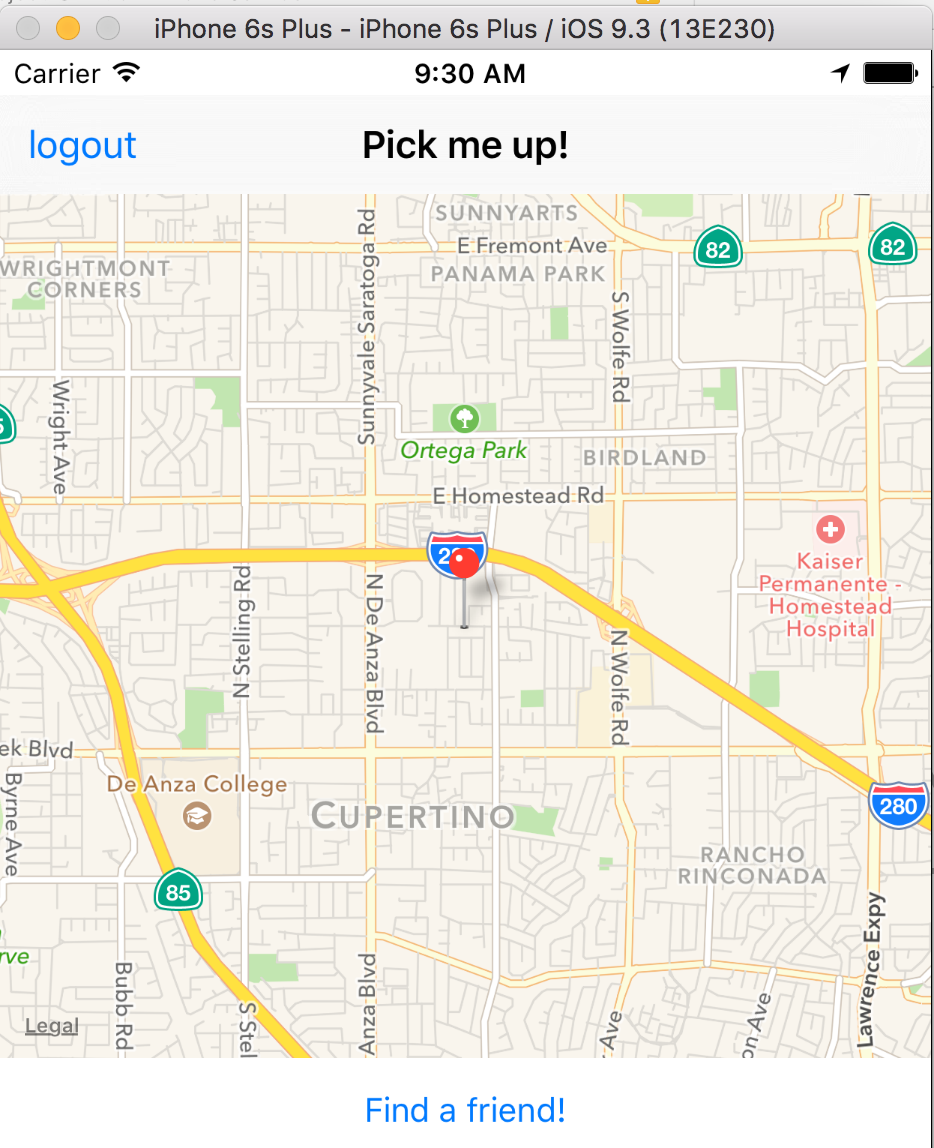 iPhone 6s Plus - iPhone 6s Plus / iOS 9.3 (13E230)
Carrier
9:30 AM
logout
Pick me up!
SUNNYARTS
E Fremont Ave
82
82
PANAMA PARK
WRIGHTMONT
CORNERS
Sunnyvale Saratoga Rd
S Wolfe Rd
Wright Ave
Ortega Park
BIRDLAND
E Homestead Rd
Kaiser
Permanente -
Homestead
Hospital
N Stelling Rd
N De Anza Blvd
N Wolfe Rd
ek Blvd
De Anza College
Byrne Ave
CUPERTINO
280
RANCHO
RINCONADA
85
Lawrence Expy
rve
Bubb Rd
S Stel
Anza Blvd
Ave
on Ave
Legal
Find a friend!